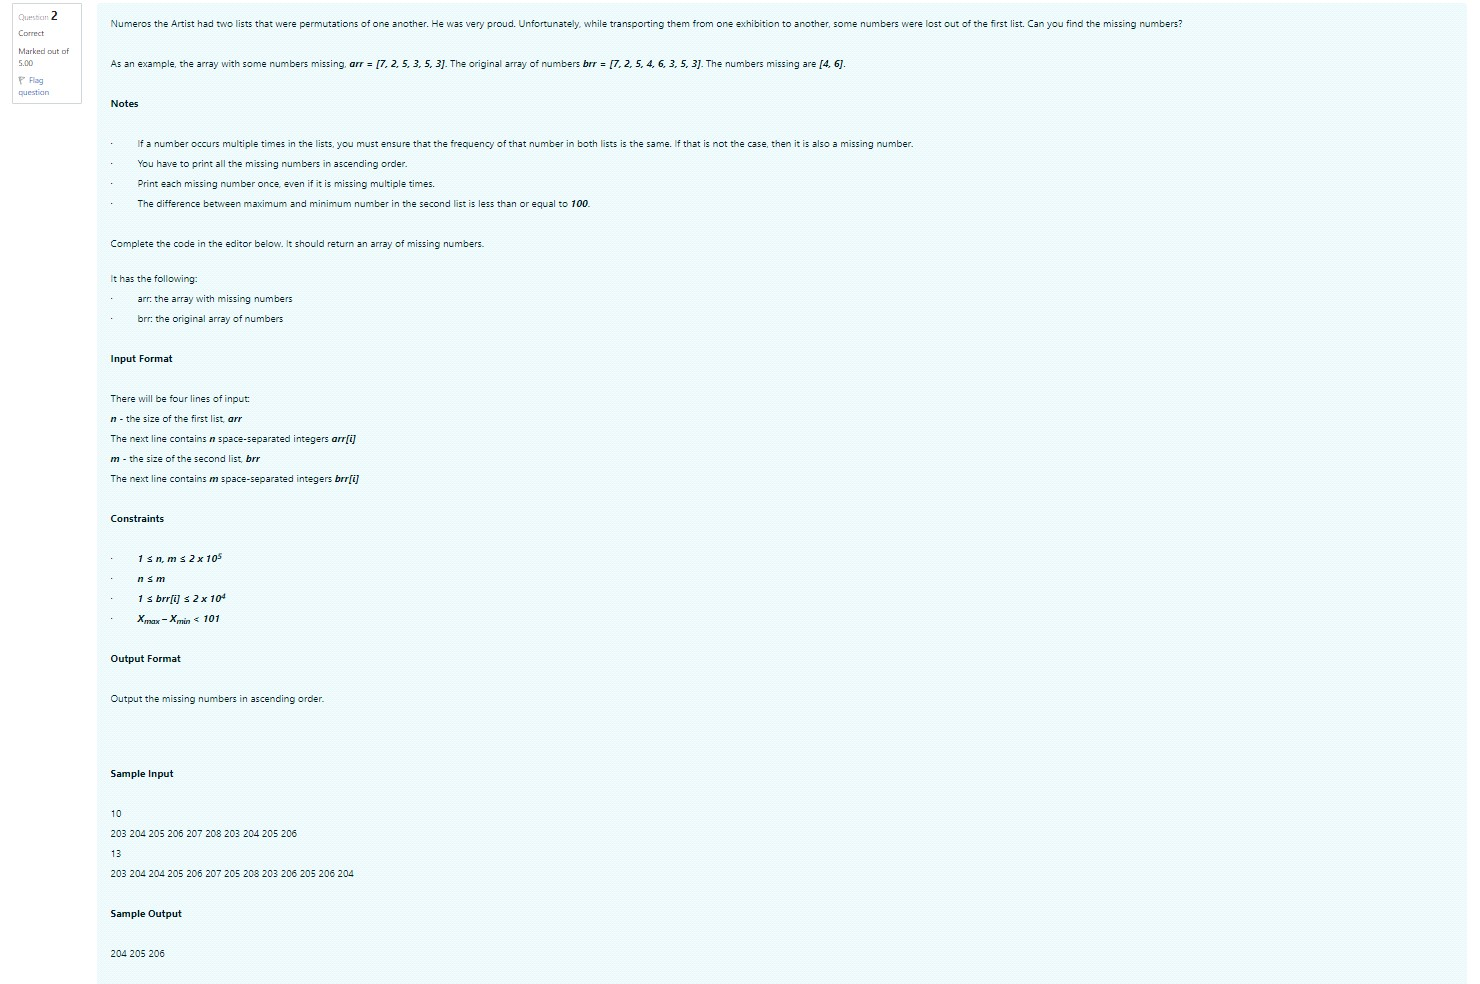 Question 2
Correct
Marked out of
5.00
Flag
question
Numeros the Artist had two lists that were permutations of one another. He was very proud. Unfortunately, while transporting them from one exhibition to another, some numbers were lost out of the first list. Can you find the missing numbers?
As an example, the array with some numbers missing, arr = [7, 2, 5, 3, 5, 3]. The original array of numbers brr = [7, 2, 5, 4, 6, 3, 5, 3]. The numbers missing are [4, 6].
Notes
· If a number occurs multiple times in the lists, you must ensure that the frequency of that number in both lists is the same. If that is not the case, then it is also a missing number.
· You have to print all the missing numbers in ascending order.
· Print each missing number once, even if it is missing multiple times.
· The difference between maximum and minimum number in the second list is less than or equal to 100.
Complete the code in the editor below. It should return an array of missing numbers.
It has the following:
· arr: the array with missing numbers
· brr: the original array of numbers
Input Format
There will be four lines of input:
n - the size of the first list, arr
The next line contains n space-separated integers arr[i]
m - the size of the second list, brr
The next line contains m space-separated integers brr[i]
Constraints
· 1 ≤ n, m ≤ 2 x 10⁵
· n ≤ m
· 1 ≤ brr[i] ≤ 2 x 10⁴
· Xmax − Xmin < 101
Output Format
Output the missing numbers in ascending order.
Sample Input
10
203 204 205 206 207 208 203 204 205 206
13
203 204 204 205 206 207 205 208 203 206 205 206 204
Sample Output
204 205 206